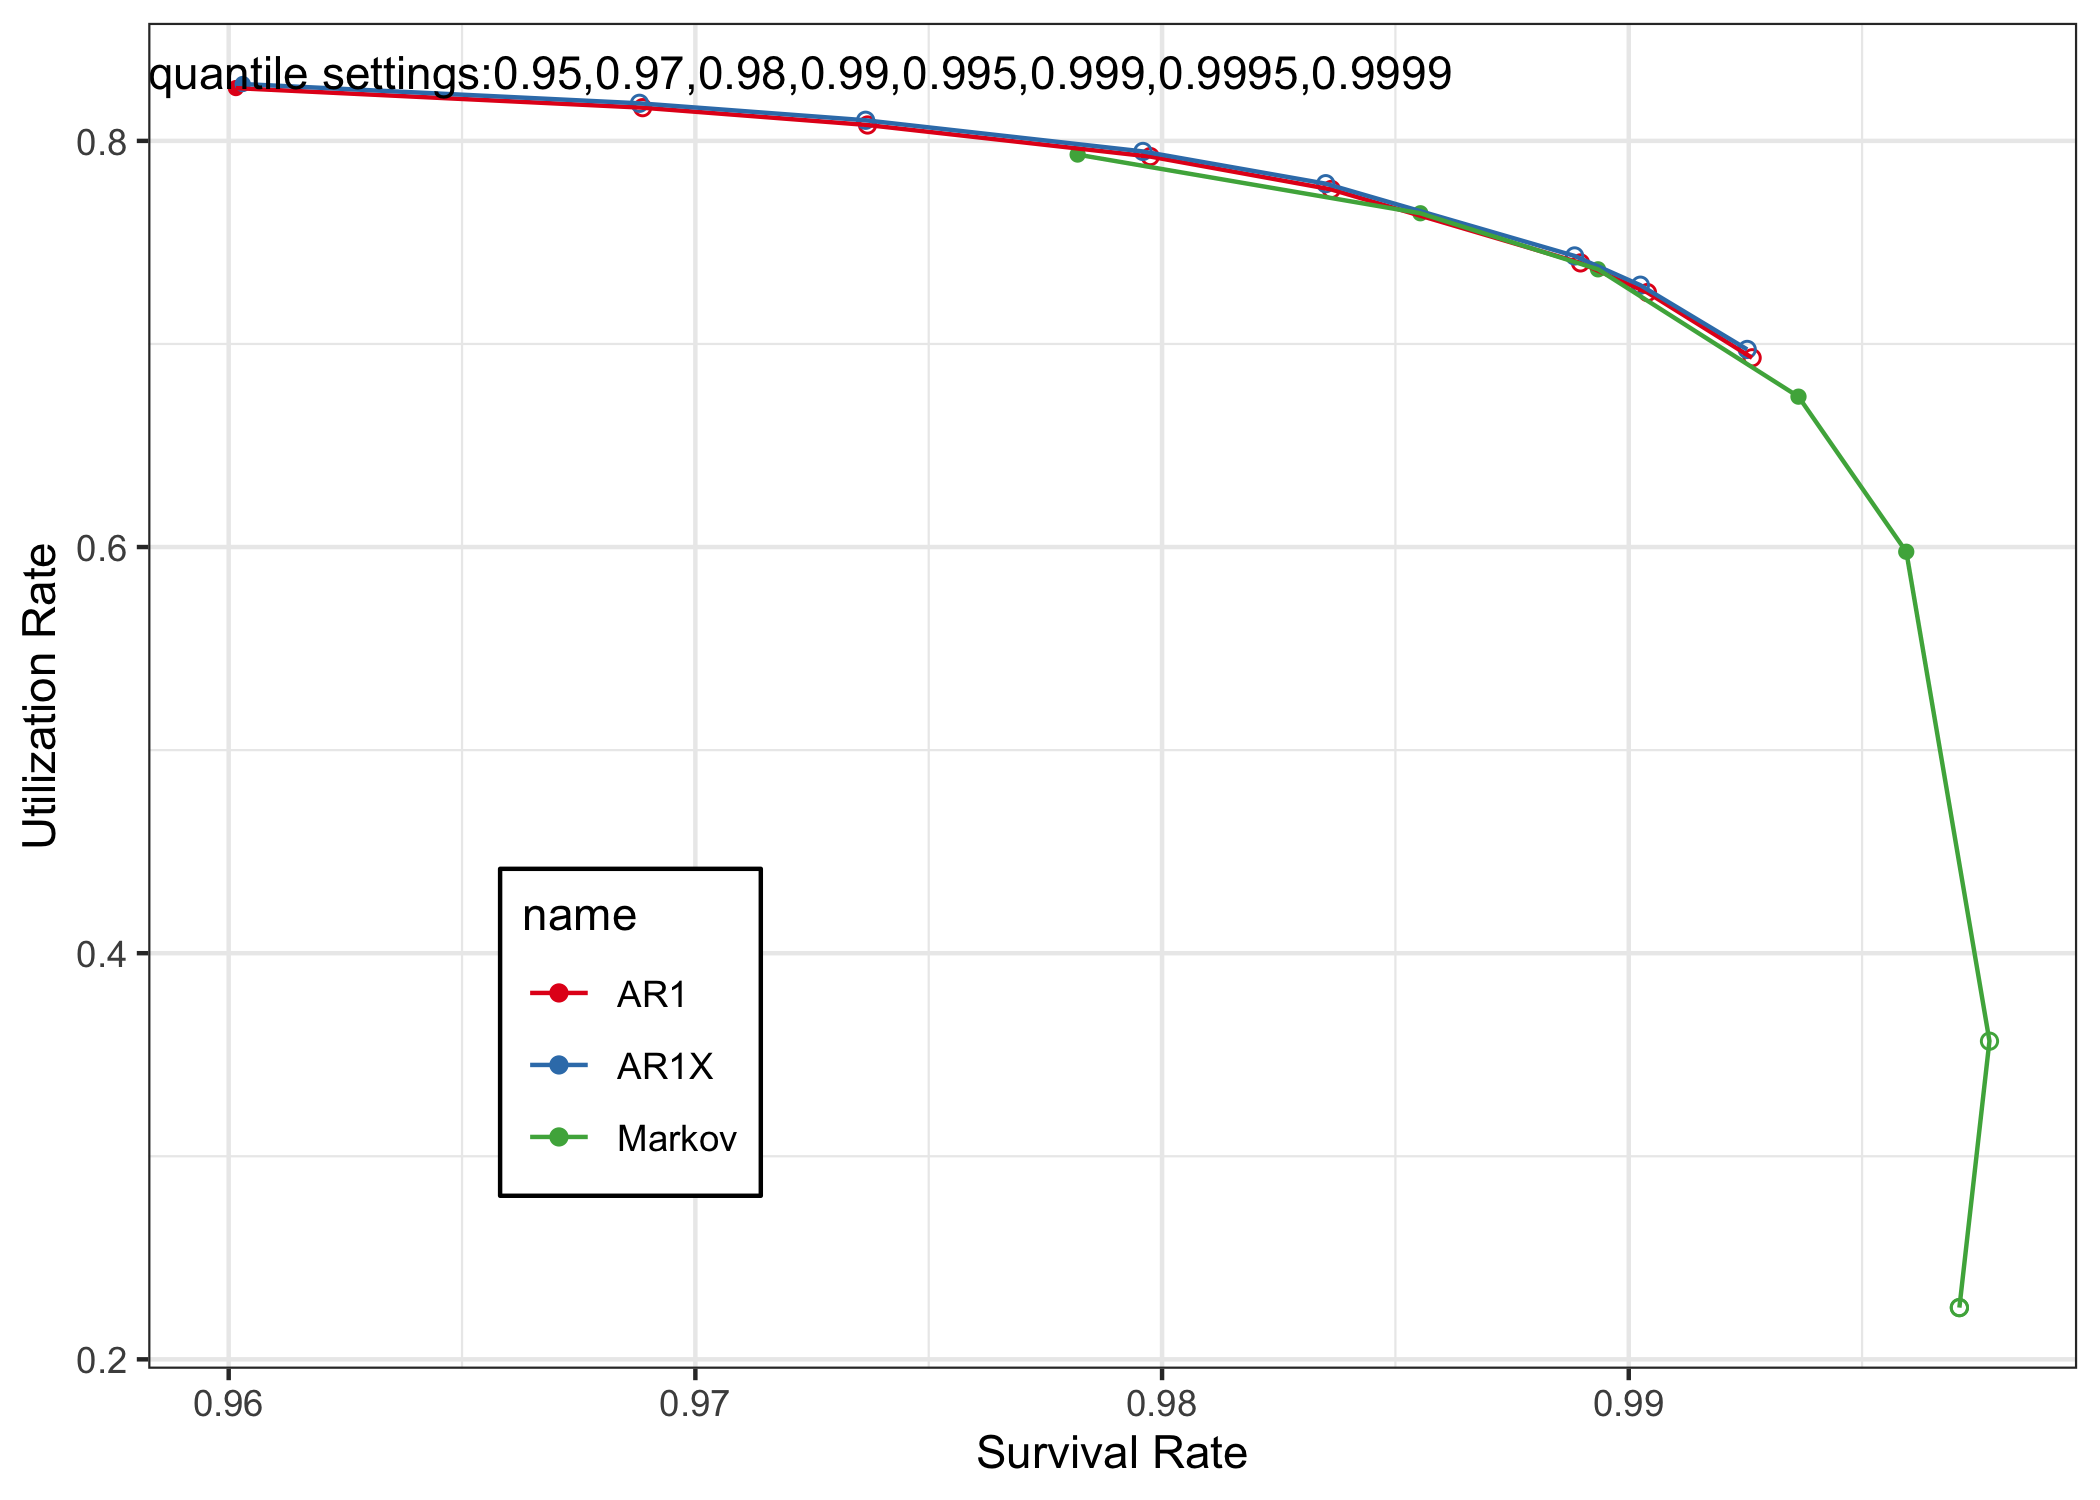 quantile settings:0.95,0.97,0.98,0.99,0.995,0.999,0.9995,0.9999
0.8
0.6
0.4
0.2
Utilization Rate
name
AR1
AR1X
Markov
0.96 0.97 0.98 0.99
Survival Rate